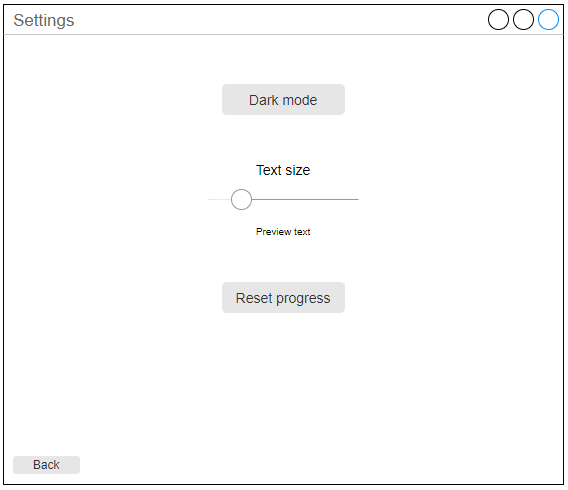 Settings
Dark mode
Text size
Preview text
Reset progress
Back